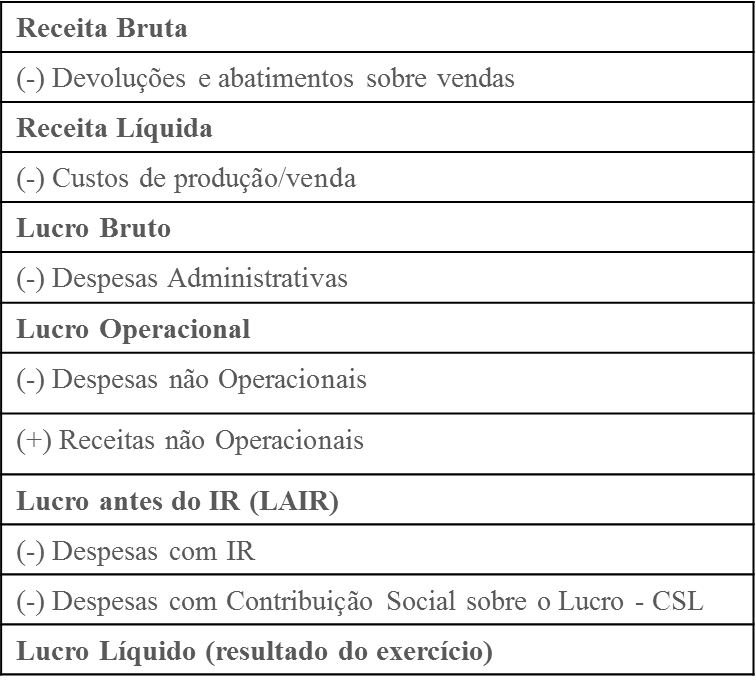 Receita Bruta
(-) Devoluções e abatimentos sobre vendas
Receita Líquida
(-) Custos de produção/venda
Lucro Bruto
(-) Despesas Administrativas
Lucro Operacional
(-) Despesas não Operacionais
(+) Receitas não Operacionais
Lucro antes do IR (LAIR)
(-) Despesas com IR
(-) Despesas com Contribuição Social sobre o Lucro - CSL
Lucro Líquido (resultado do exercício)